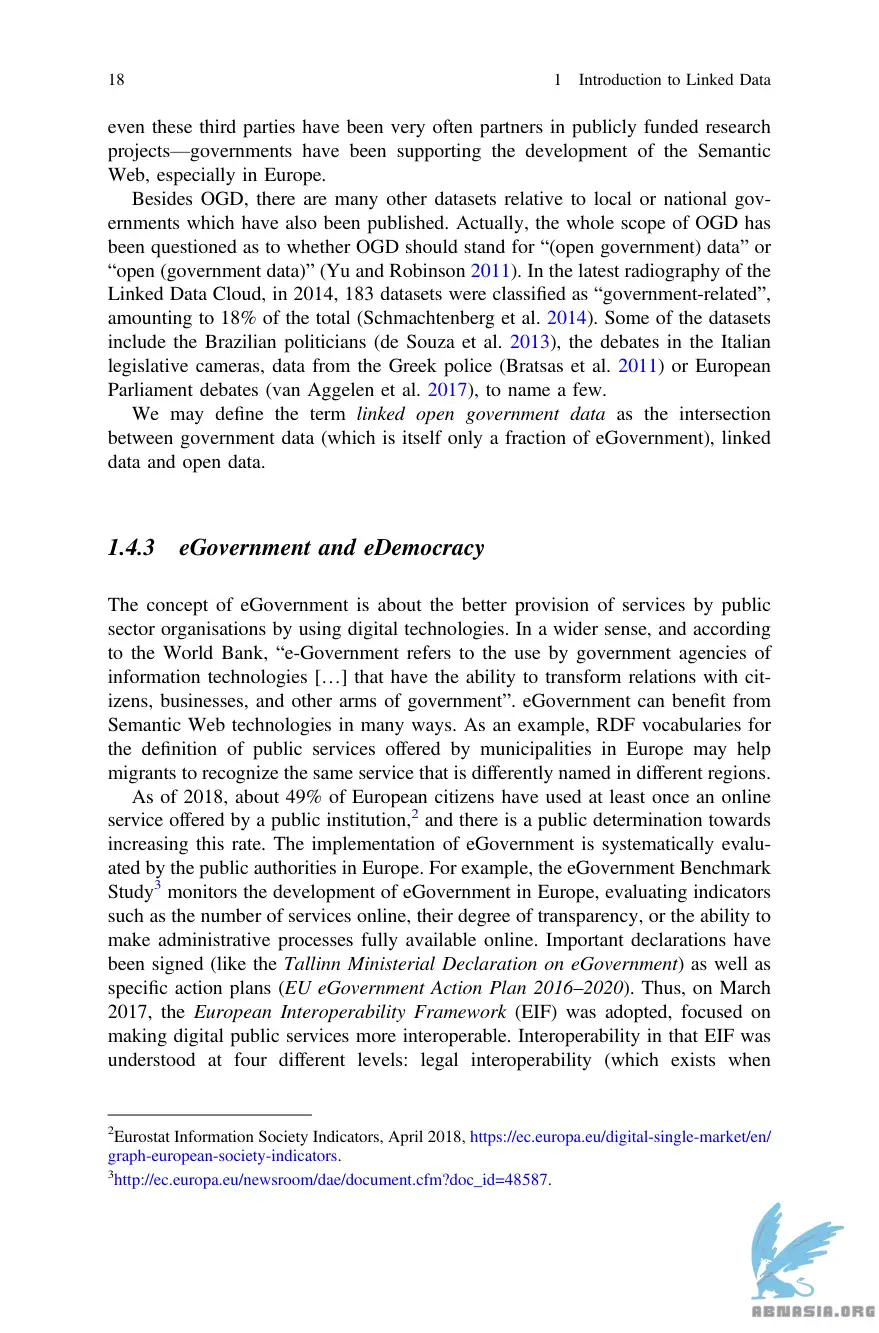 18
1 Introduction to Linked Data
even these third parties have been very often partners in publicly funded research
projects—governments have been supporting the development of the Semantic
Web, especially in Europe.
Besides OGD, there are many other datasets relative to local or national gov-
ernments which have also been published. Actually, the whole scope of OGD has
been questioned as to whether OGD should stand for “(open government) data” or
“open (government data)” (Yu and Robinson 2011). In the latest radiography of the
Linked Data Cloud, in 2014, 183 datasets were classified as “government-related”,
amounting to 18% of the total (Schmachtenberg et al. 2014). Some of the datasets
include the Brazilian politicians (de Souza et al. 2013), the debates in the Italian
legislative cameras, data from the Greek police (Bratsas et al. 2011) or European
Parliament debates (van Aggelen et al. 2017), to name a few.
We may define the term linked open government data as the intersection
between government data (which is itself only a fraction of eGovernment), linked
data and open data.
1.4.3 eGovernment and eDemocracy
The concept of eGovernment is about the better provision of services by public
sector organisations by using digital technologies. In a wider sense, and according
to the World Bank, “e-Government refers to the use by government agencies of
information technologies […] that have the ability to transform relations with cit-
izens, businesses, and other arms of government”. eGovernment can benefit from
Semantic Web technologies in many ways. As an example, RDF vocabularies for
the definition of public services offered by municipalities in Europe may help
migrants to recognize the same service that is differently named in different regions.
As of 2018, about 49% of European citizens have used at least once an online
service offered by a public institution,2 and there is a public determination towards
increasing this rate. The implementation of eGovernment is systematically evalu-
ated by the public authorities in Europe. For example, the eGovernment Benchmark
Study3 monitors the development of eGovernment in Europe, evaluating indicators
such as the number of services online, their degree of transparency, or the ability to
make administrative processes fully available online. Important declarations have
been signed (like the Tallinn Ministerial Declaration on eGovernment) as well as
specific action plans (EU eGovernment Action Plan 2016–2020). Thus, on March
2017, the European Interoperability Framework (EIF) was adopted, focused on
making digital public services more interoperable. Interoperability in that EIF was
understood at four different levels: legal interoperability (which exists when
2Eurostat Information Society Indicators, April 2018, https://ec.europa.eu/digital-single-market/en/
graph-european-society-indicators.
3http://ec.europa.eu/newsroom/dae/document.cfm?doc_id=48587.
ABNASIA.ORG